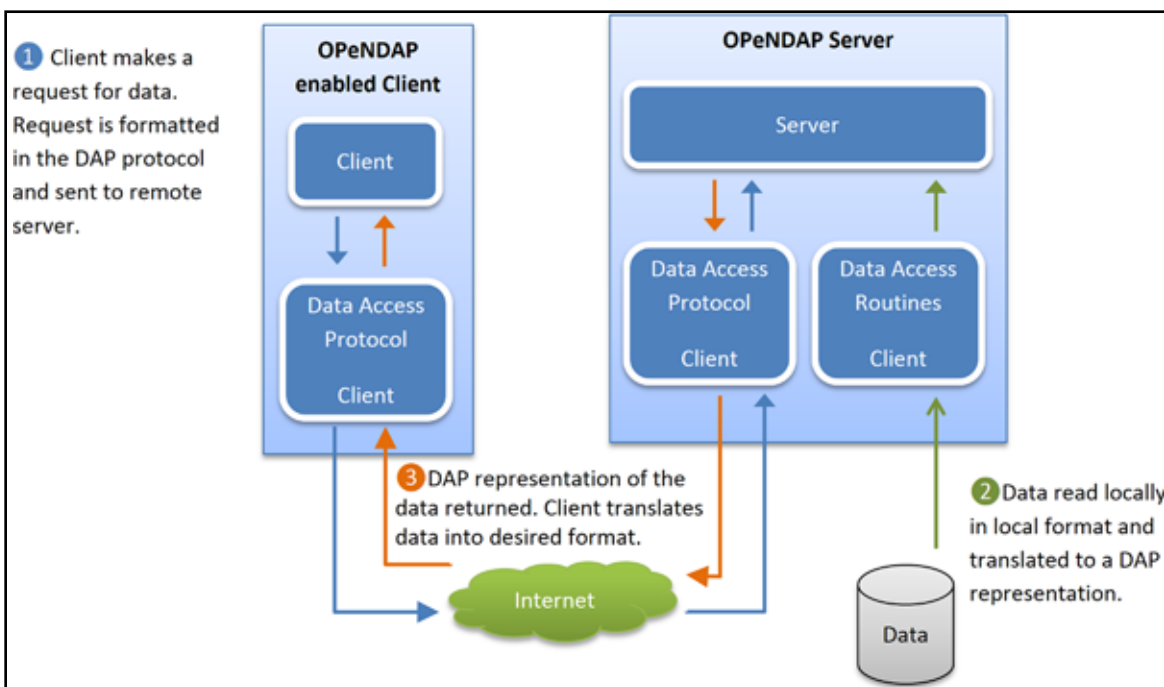 1 Client makes a
request for data.
Request is formatted
in the DAP protocol
and sent to remote
server.
OPeNDAP
enabled Client
Client
Data Access
Protocol
Client
OPeNDAP Server
Server
Data Access
Protocol
Client
Data Access
Routines
Client
3 DAP representation of the
data returned. Client translates
data into desired format.
2 Data read locally
in local format and
translated to a DAP
representation.
Internet
Data